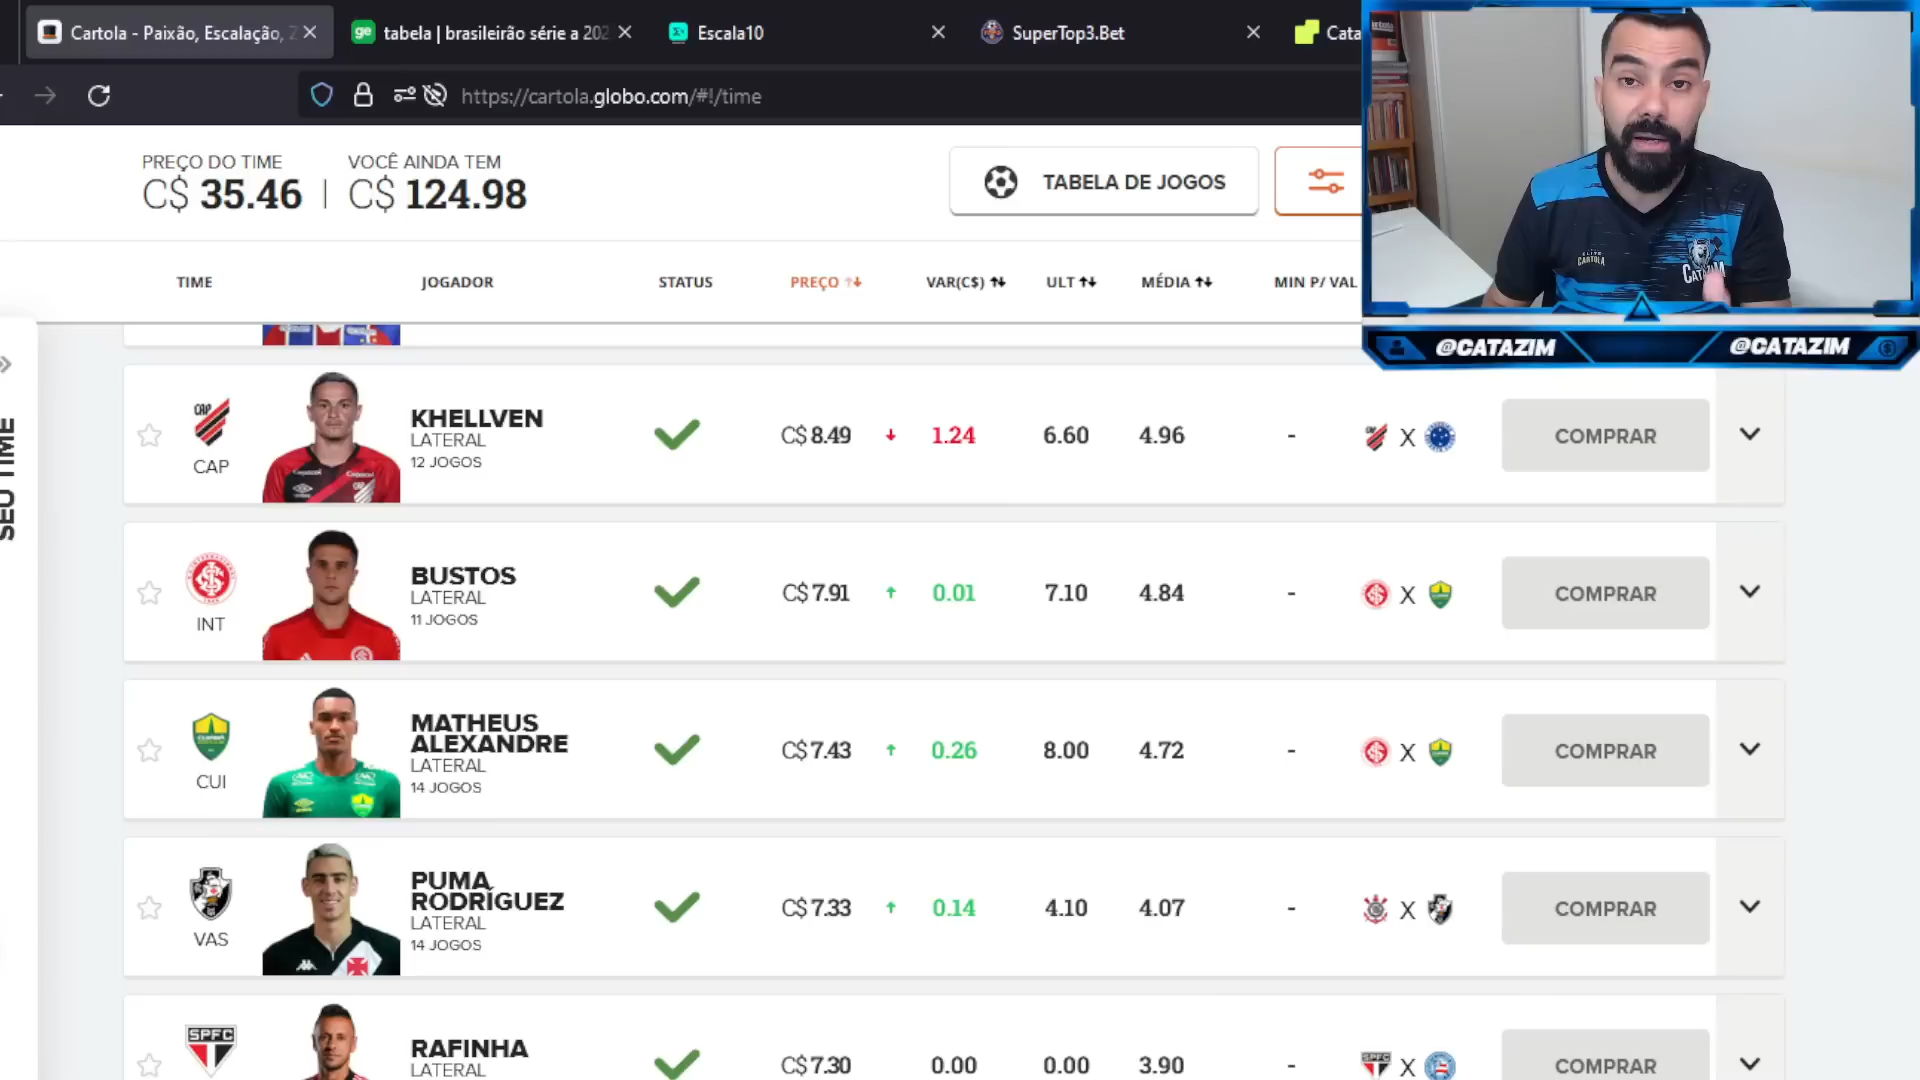 Cartola - Paixão, Escalação, Z
tabela | brasileirão série a 202
Escala10
SuperTop3.Bet
Cata
https://cartola.globo.com/#!/time
PREÇO DO TIME
C$ 35.46
VOCÊ AINDA TEM
C$ 124.98
TABELA DE JOGOS
TIME JOGADOR STATUS PREÇO VAR(C$) ULT MÉDIA MIN P/ VAL
SEU TIME
CAP
KHELLVEN
LATERAL
12 JOGOS
C$ 8.49 1.24 6.60 4.96 - X COMPRAR
INT
BUSTOS
LATERAL
11 JOGOS
C$ 7.91 0.01 7.10 4.84 - X COMPRAR
CUI
MATHEUS
ALEXANDRE
LATERAL
14 JOGOS
C$ 7.43 0.26 8.00 4.72 - X COMPRAR
VAS
PUMA
RODRÍGUEZ
LATERAL
14 JOGOS
C$ 7.33 0.14 4.10 4.07 - X COMPRAR
SPFC
RAFINHA
LATERAL
C$ 7.30 0.00 0.00 3.90 - X COMPRAR
@CATAZIM
@CATAZIM
CARTOLA
CATAZIM